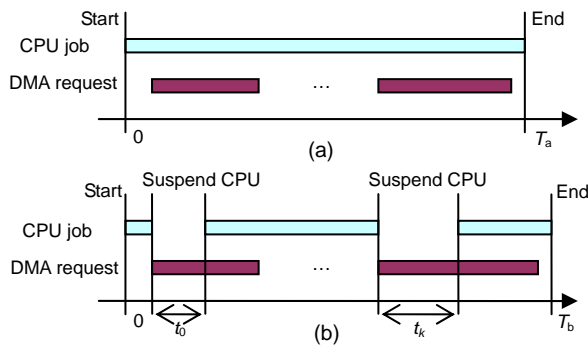 Start End
CPU job
DMA request
...
0 Tₐ
(a)
Start Suspend CPU Suspend CPU End
CPU job
DMA request
...
0 t₀ tₖ T_b
(b)